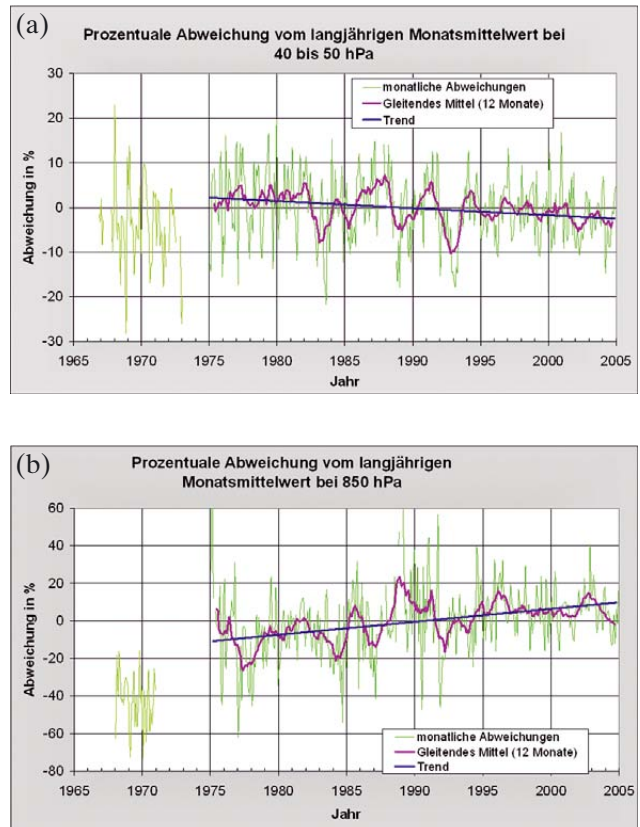 (a)
Prozentuale Abweichung vom langjährigen Monatsmittelwert bei
40 bis 50 hPa
monatliche Abweichungen
Gleitendes Mittel (12 Monate)
Trend
Abweichung in %
30
20
10
0
-10
-20
-30
1965 1970 1975 1980 1985 1990 1995 2000 2005
Jahr
(b)
Prozentuale Abweichung vom langjährigen
Monatsmittelwert bei 850 hPa
Abweichung in %
60
40
20
0
-20
-40
-60
-80
monatliche Abweichungen
Gleitendes Mittel (12 Monate)
Trend
1965 1970 1975 1980 1985 1990 1995 2000 2005
Jahr